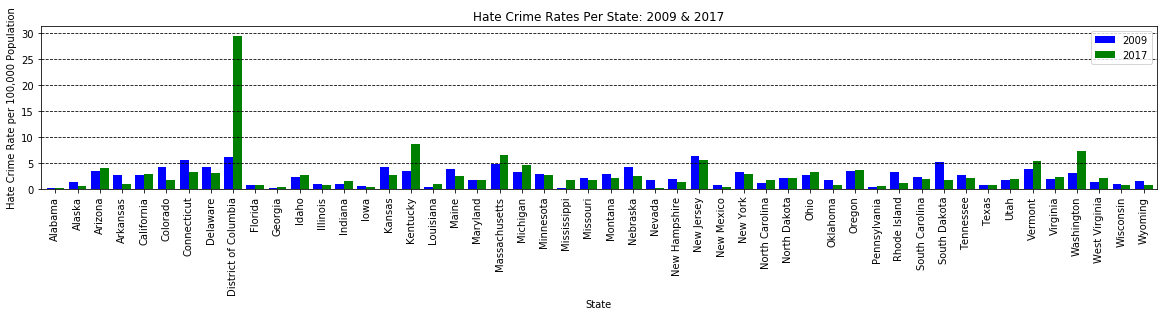 Hate Crime Rates Per State: 2009 & 2017
Hate Crime Rate per 100,000 Population
30
25
20
15
10
5
0
2009
2017
Alabama
Alaska
Arizona
Arkansas
California
Colorado
Connecticut
Delaware
District of Columbia
Florida
Georgia
Idaho
Illinois
Indiana
Iowa
Kansas
Kentucky
Louisiana
Maine
Maryland
Massachusetts
Michigan
Minnesota
Mississippi
Missouri
Montana
Nebraska
Nevada
New Hampshire
New Jersey
New Mexico
New York
North Carolina
North Dakota
Ohio
Oklahoma
Oregon
Pennsylvania
Rhode Island
South Carolina
South Dakota
Tennessee
Texas
Utah
Vermont
Virginia
Washington
West Virginia
Wisconsin
Wyoming
State